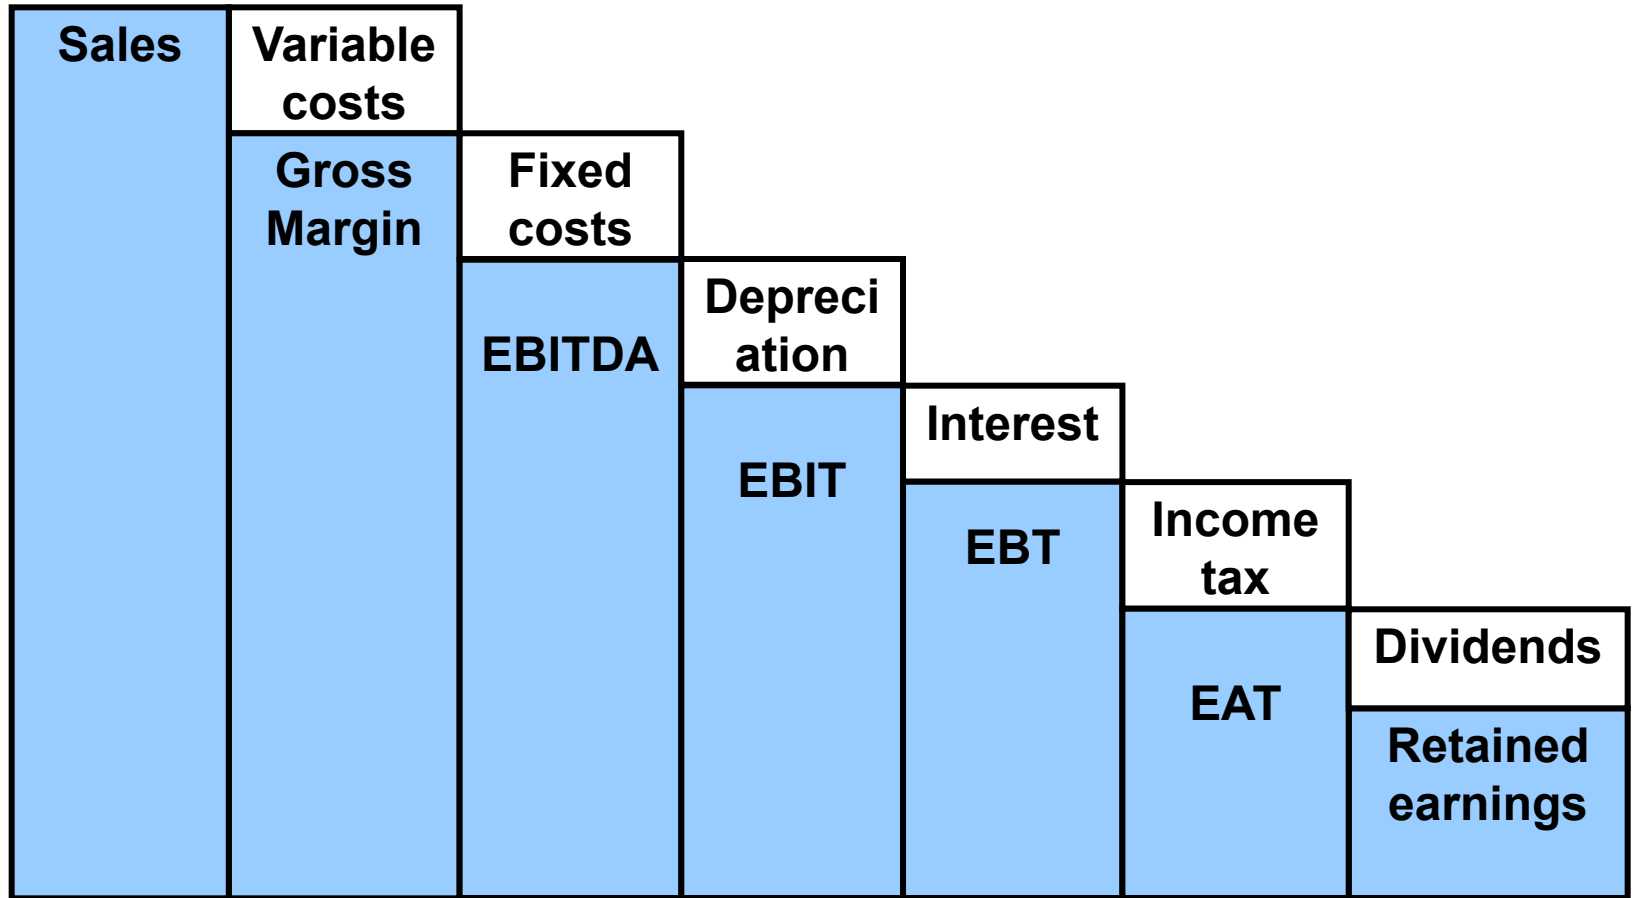 Sales
Variable
costs
Gross
Margin
Fixed
costs
EBITDA
Depreci
ation
EBIT
Interest
EBT
Income
tax
EAT
Dividends
Retained
earnings